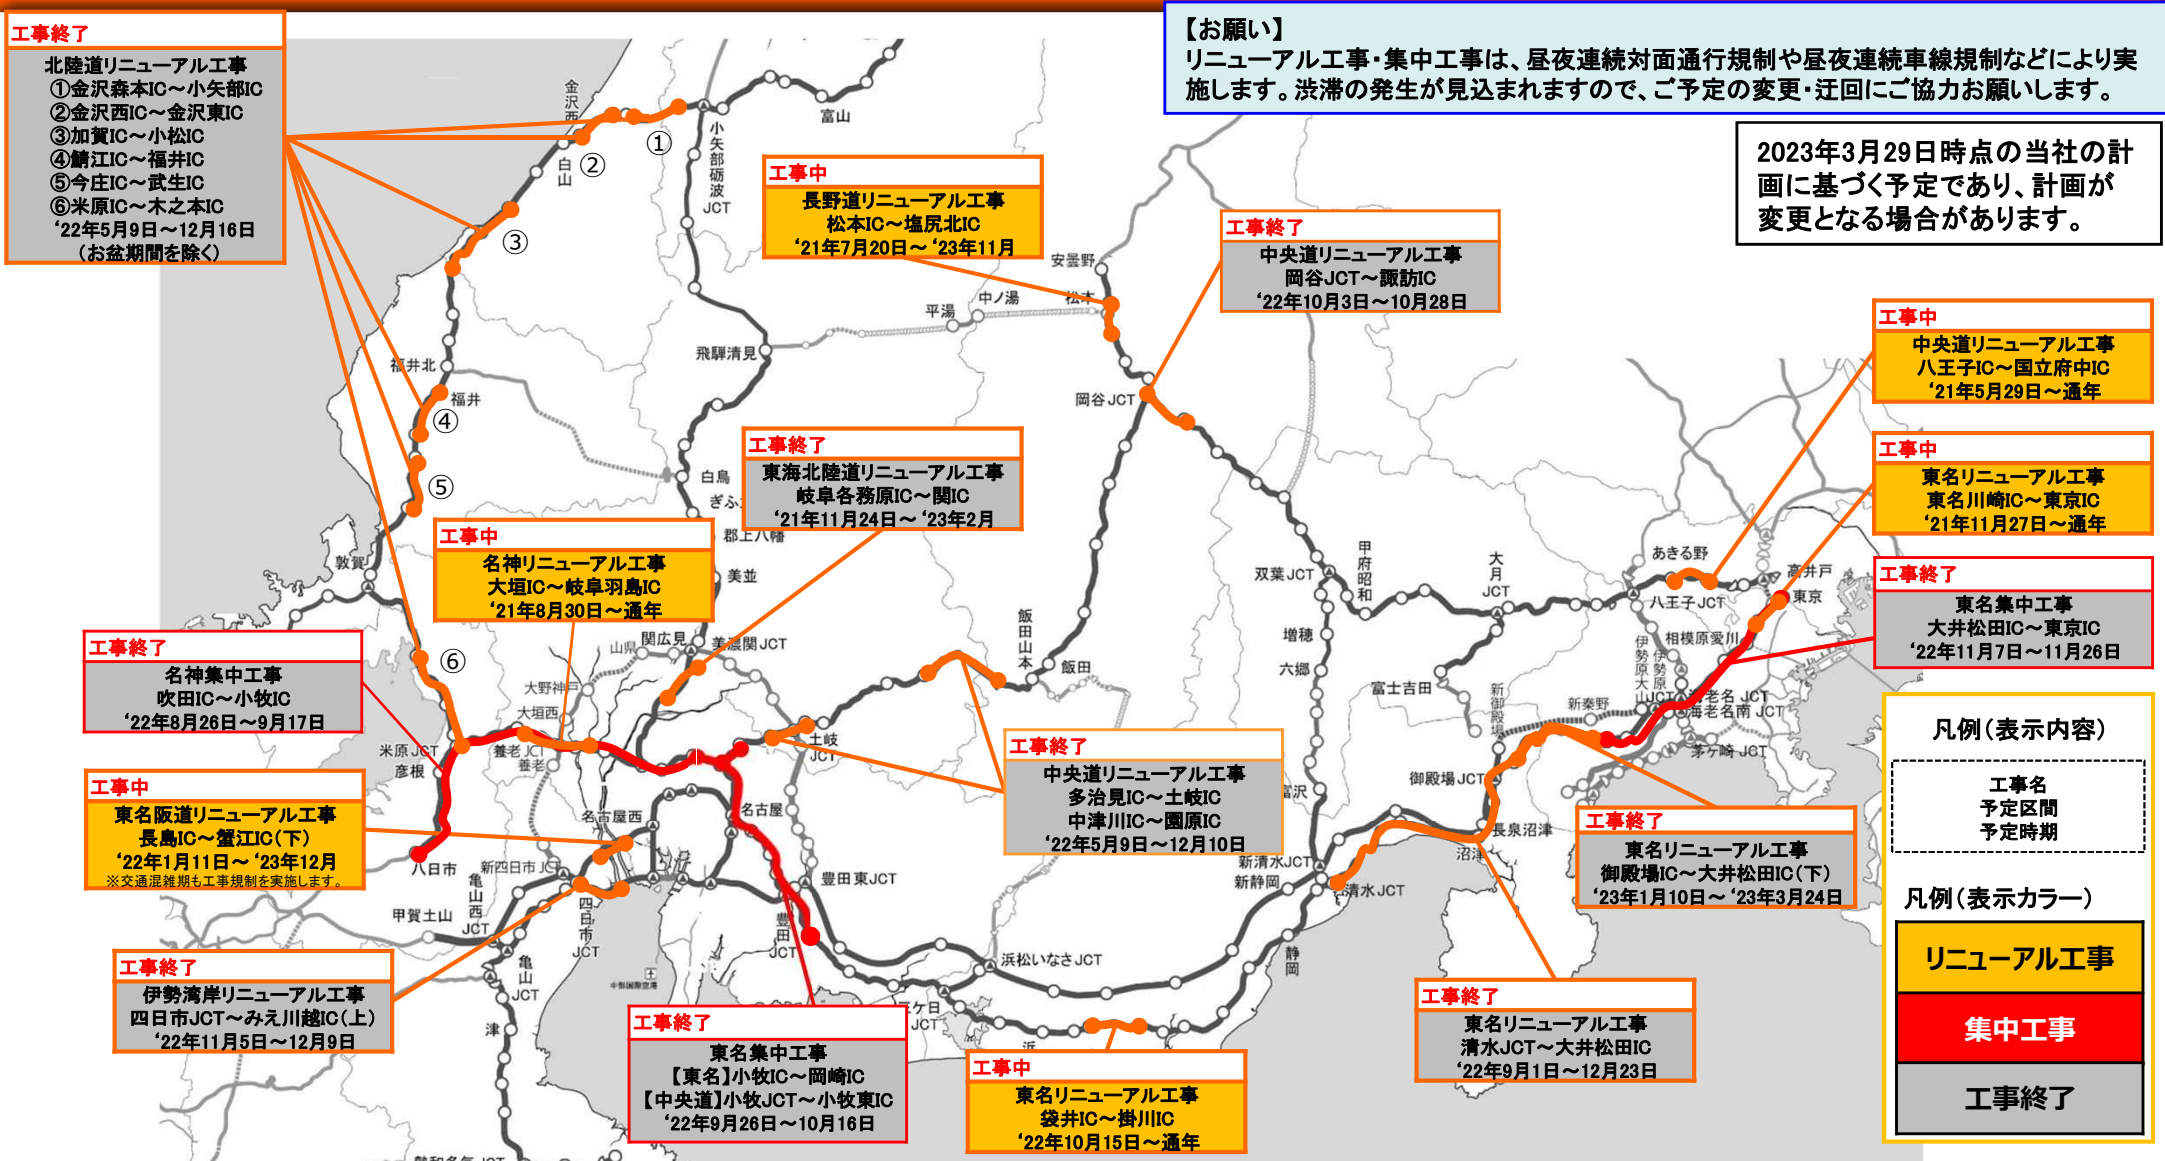 【お願い】
リニューアル工事・集中工事は、昼夜連続対面通行規制や昼夜連続車線規制などにより実
施します。渋滞の発生が見込まれますので、ご予定の変更・迂回にご協力お願いします。
2023年3月29日時点の当社の計
画に基づく予定であり、計画が
変更となる場合があります。
工事終了
北陸道リニューアル工事
①金沢森本IC～小矢部IC
②金沢西IC～金沢東IC
③加賀IC～小松IC
④鯖江IC～福井IC
⑤今庄IC～武生IC
⑥米原IC～木之本IC
‘22年5月9日～12月16日
(お盆期間を除く)
工事中
長野道リニューアル工事
松本IC～塩尻北IC
‘21年7月20日～‘23年11月
工事終了
中央道リニューアル工事
岡谷JCT～諏訪IC
‘22年10月3日～10月28日
工事中
中央道リニューアル工事
八王子IC～国立府中IC
‘21年5月29日～通年
工事中
東名リニューアル工事
東名川崎IC～東京IC
‘21年11月27日～通年
工事終了
東名集中工事
大井松田IC～東京IC
‘22年11月7日～11月26日
工事終了
東海北陸道リニューアル工事
岐阜各務原IC～関IC
‘21年11月24日～‘23年2月
工事中
名神リニューアル工事
大垣IC～岐阜羽島IC
‘21年8月30日～通年
工事終了
名神集中工事
吹田IC～小牧IC
‘22年8月26日～9月17日
工事中
東名阪道リニューアル工事
長島IC～蟹江IC(下)
‘22年1月11日～‘23年12月
※交通混雑期も工事規制を実施します。
工事終了
伊勢湾岸リニューアル工事
四日市JCT～みえ川越IC(上)
‘22年11月5日～12月9日
工事終了
東名集中工事
【東名】小牧IC～岡崎IC
【中央道】小牧JCT～小牧東IC
‘22年9月26日～10月16日
工事中
東名リニューアル工事
袋井IC～掛川IC
‘22年10月15日～通年
工事終了
中央道リニューアル工事
多治見IC～土岐IC
中津川IC～園原IC
‘22年5月9日～12月10日
工事終了
東名リニューアル工事
御殿場IC～大井松田IC(下)
‘23年1月10日～‘23年3月24日
工事終了
東名リニューアル工事
清水JCT～大井松田IC
‘22年9月1日～12月23日
凡例(表示内容)
工事名
予定区間
予定時期
凡例(表示カラー)
リニューアル工事
集中工事
工事終了
金沢西
白山
①
②
③
④
⑤
⑥
小矢部砺波JCT
富山
安曇野
松本
中ノ湯
平湯
飛騨清見
福井北
福井
岡谷JCT
白鳥
ぎふ
郡上八幡
美並
敦賀
関広見
美濃関JCT
山県
大野神戸
大垣西
養老JCT
養老
米原JCT
彦根
八日市
土岐JCT
飯田山本
飯田
双葉JCT
甲府昭和
大月JCT
増穂
六郷
富沢
富士吉田
新御殿場
新秦野
あきる野
八王子JCT
高井戸
東京
相模原愛川
伊勢原大山
伊勢原JCT
海老名JCT
海老名南JCT
茅ケ崎JCT
御殿場JCT
長泉沼津
沼津
清水JCT
新清水JCT
新静岡
静岡
名古屋西
名古屋
新四日市JCT
四日市JCT
亀山西JCT
亀山JCT
甲賀土山
津
豊田東JCT
豊田JCT
浜松いなさJCT
三ケ日JCT
浜
中部国際空港